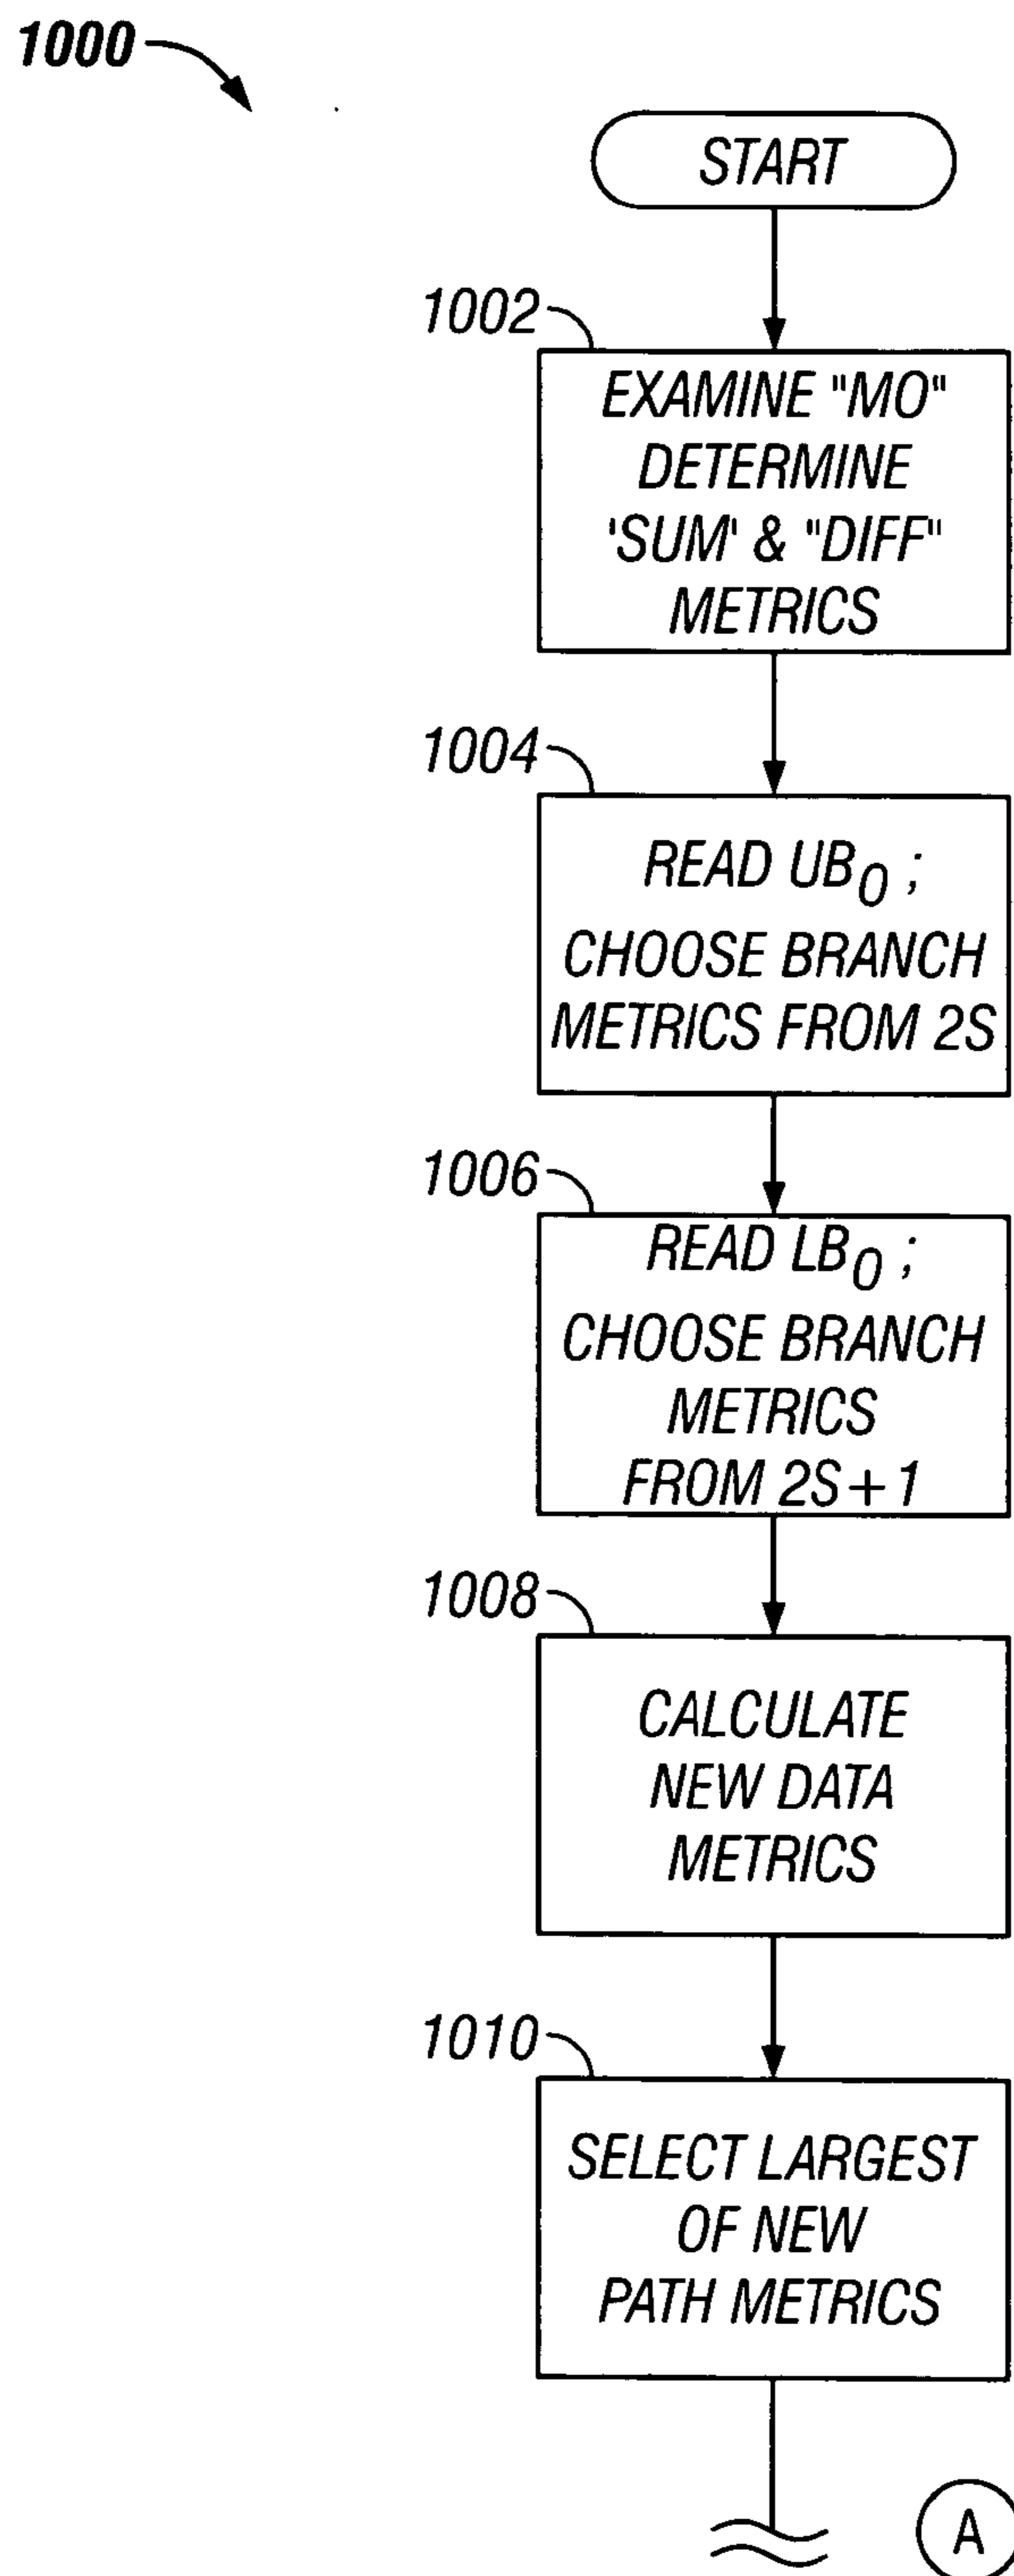 1000
START
1002
EXAMINE "MO"
DETERMINE
'SUM' & "DIFF"
METRICS
1004
READ UB0 ;
CHOOSE BRANCH
METRICS FROM 2S
1006
READ LB0 ;
CHOOSE BRANCH
METRICS
FROM 2S+1
1008
CALCULATE
NEW DATA
METRICS
1010
SELECT LARGEST
OF NEW
PATH METRICS
A